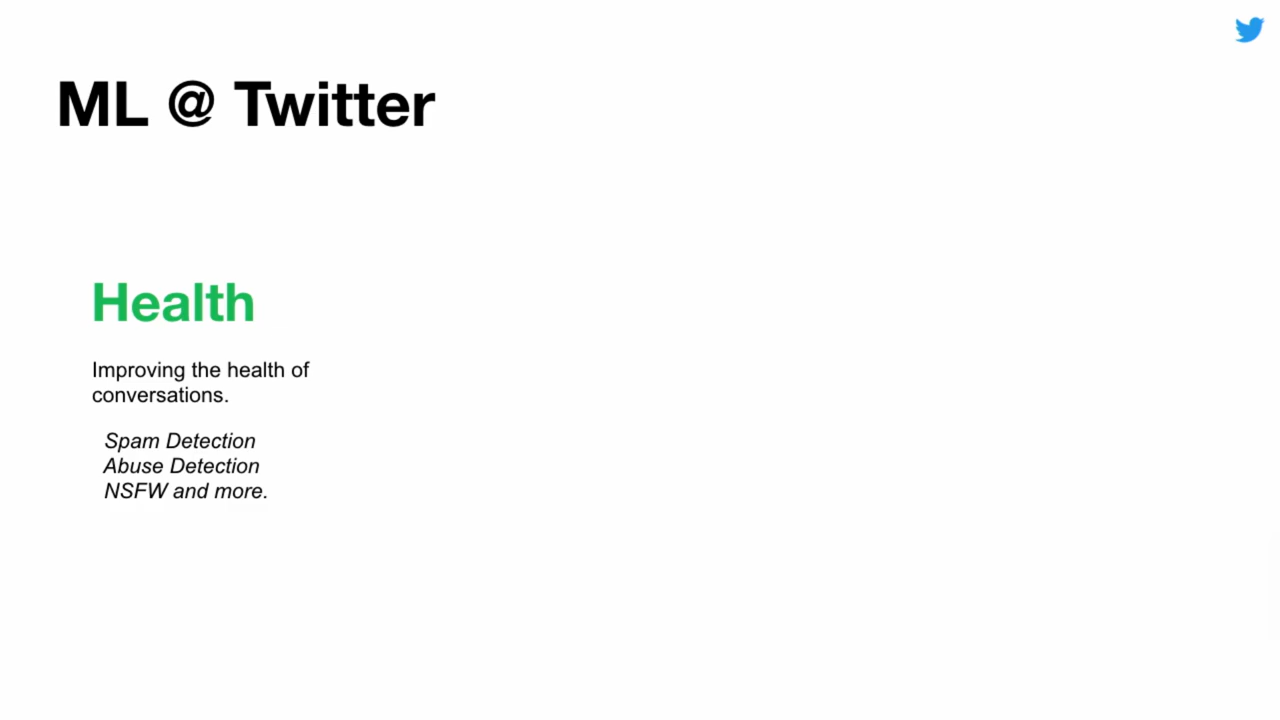 ML @ Twitter
Health
Improving the health of
conversations.
Spam Detection
Abuse Detection
NSFW and more.